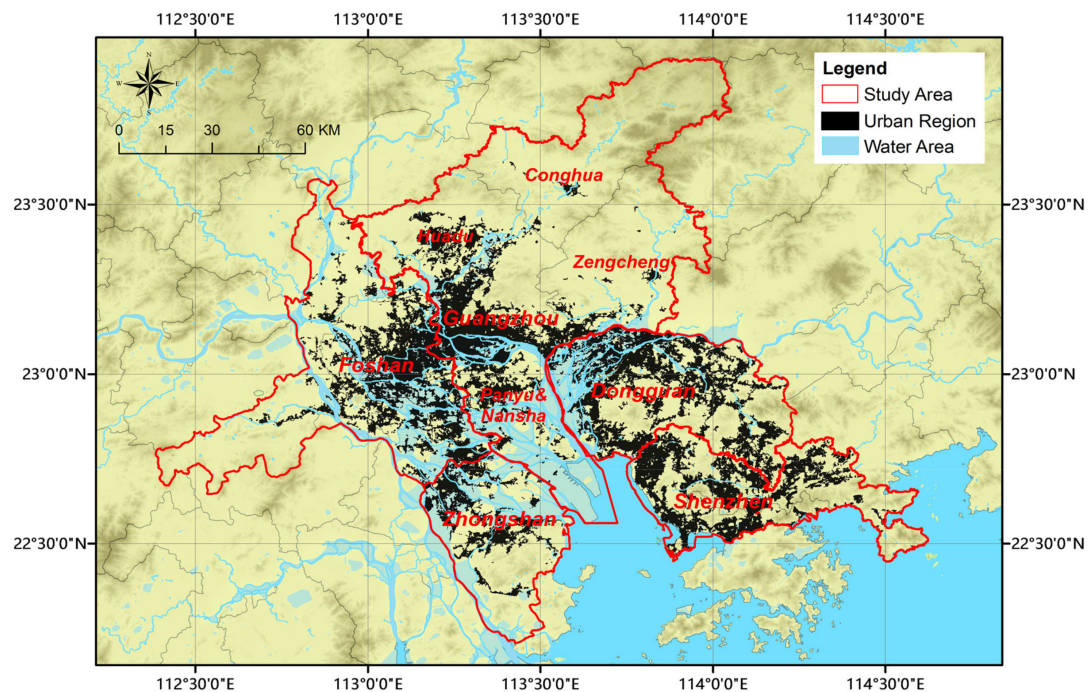 112°30'0"E 113°0'0"E 113°30'0"E 114°0'0"E 114°30'0"E
N
W E
S
0 15 30 60 KM
Legend
Study Area
Urban Region
Water Area
23°30'0"N 23°30'0"N
Conghua
Huadu
Zengcheng
Guangzhou
Foshan
23°0'0"N 23°0'0"N
Panyu&
Nansha
Dongguan
Shenzhen
Zhongshan
22°30'0"N 22°30'0"N
112°30'0"E 113°0'0"E 113°30'0"E 114°0'0"E 114°30'0"E